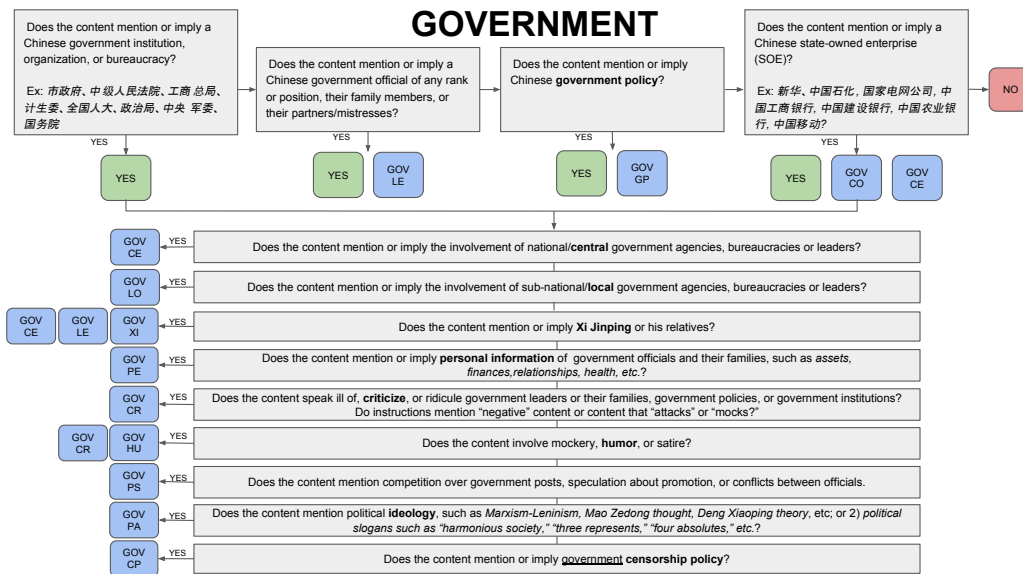 GOVERNMENT
Does the content mention or imply a
Chinese government institution,
organization, or bureaucracy?
Ex: 市政府、中级人民法院、工商总局、
计生委、全国人大、政治局、中央 军委、
国务院
Does the content mention or imply a
Chinese government official of any rank
or position, their family members, or
their partners/mistresses?
Does the content mention or imply
Chinese government policy?
Does the content mention or imply a
Chinese state-owned enterprise
(SOE)?
Ex: 新华、中国石化, 国家电网公司, 中
国工商银行, 中国建设银行, 中国农业银
行, 中国移动?
NO
YES
YES
YES
YES
YES
YES
GOV
LE
YES
GOV
GP
YES
GOV
CO
GOV
CE
GOV
CE
YES
Does the content mention or imply the involvement of national/central government agencies, bureaucracies or leaders?
GOV
LO
YES
Does the content mention or imply the involvement of sub-national/local government agencies, bureaucracies or leaders?
GOV
CE
GOV
LE
GOV
XI
YES
Does the content mention or imply Xi Jinping or his relatives?
GOV
PE
YES
Does the content mention or imply personal information of government officials and their families, such as assets,
finances,relationships, health, etc.?
GOV
CR
YES
Does the content speak ill of, criticize, or ridicule government leaders or their families, government policies, or government institutions?
Do instructions mention “negative” content or content that “attacks” or “mocks?”
GOV
CR
GOV
HU
YES
Does the content involve mockery, humor, or satire?
GOV
PS
YES
Does the content mention competition over government posts, speculation about promotion, or conflicts between officials.
GOV
PA
YES
Does the content mention political ideology, such as Marxism-Leninism, Mao Zedong thought, Deng Xiaoping theory, etc; or 2) political
slogans such as “harmonious society,” “three represents,” “four absolutes,” etc.?
GOV
CP
YES
Does the content mention or imply government censorship policy?